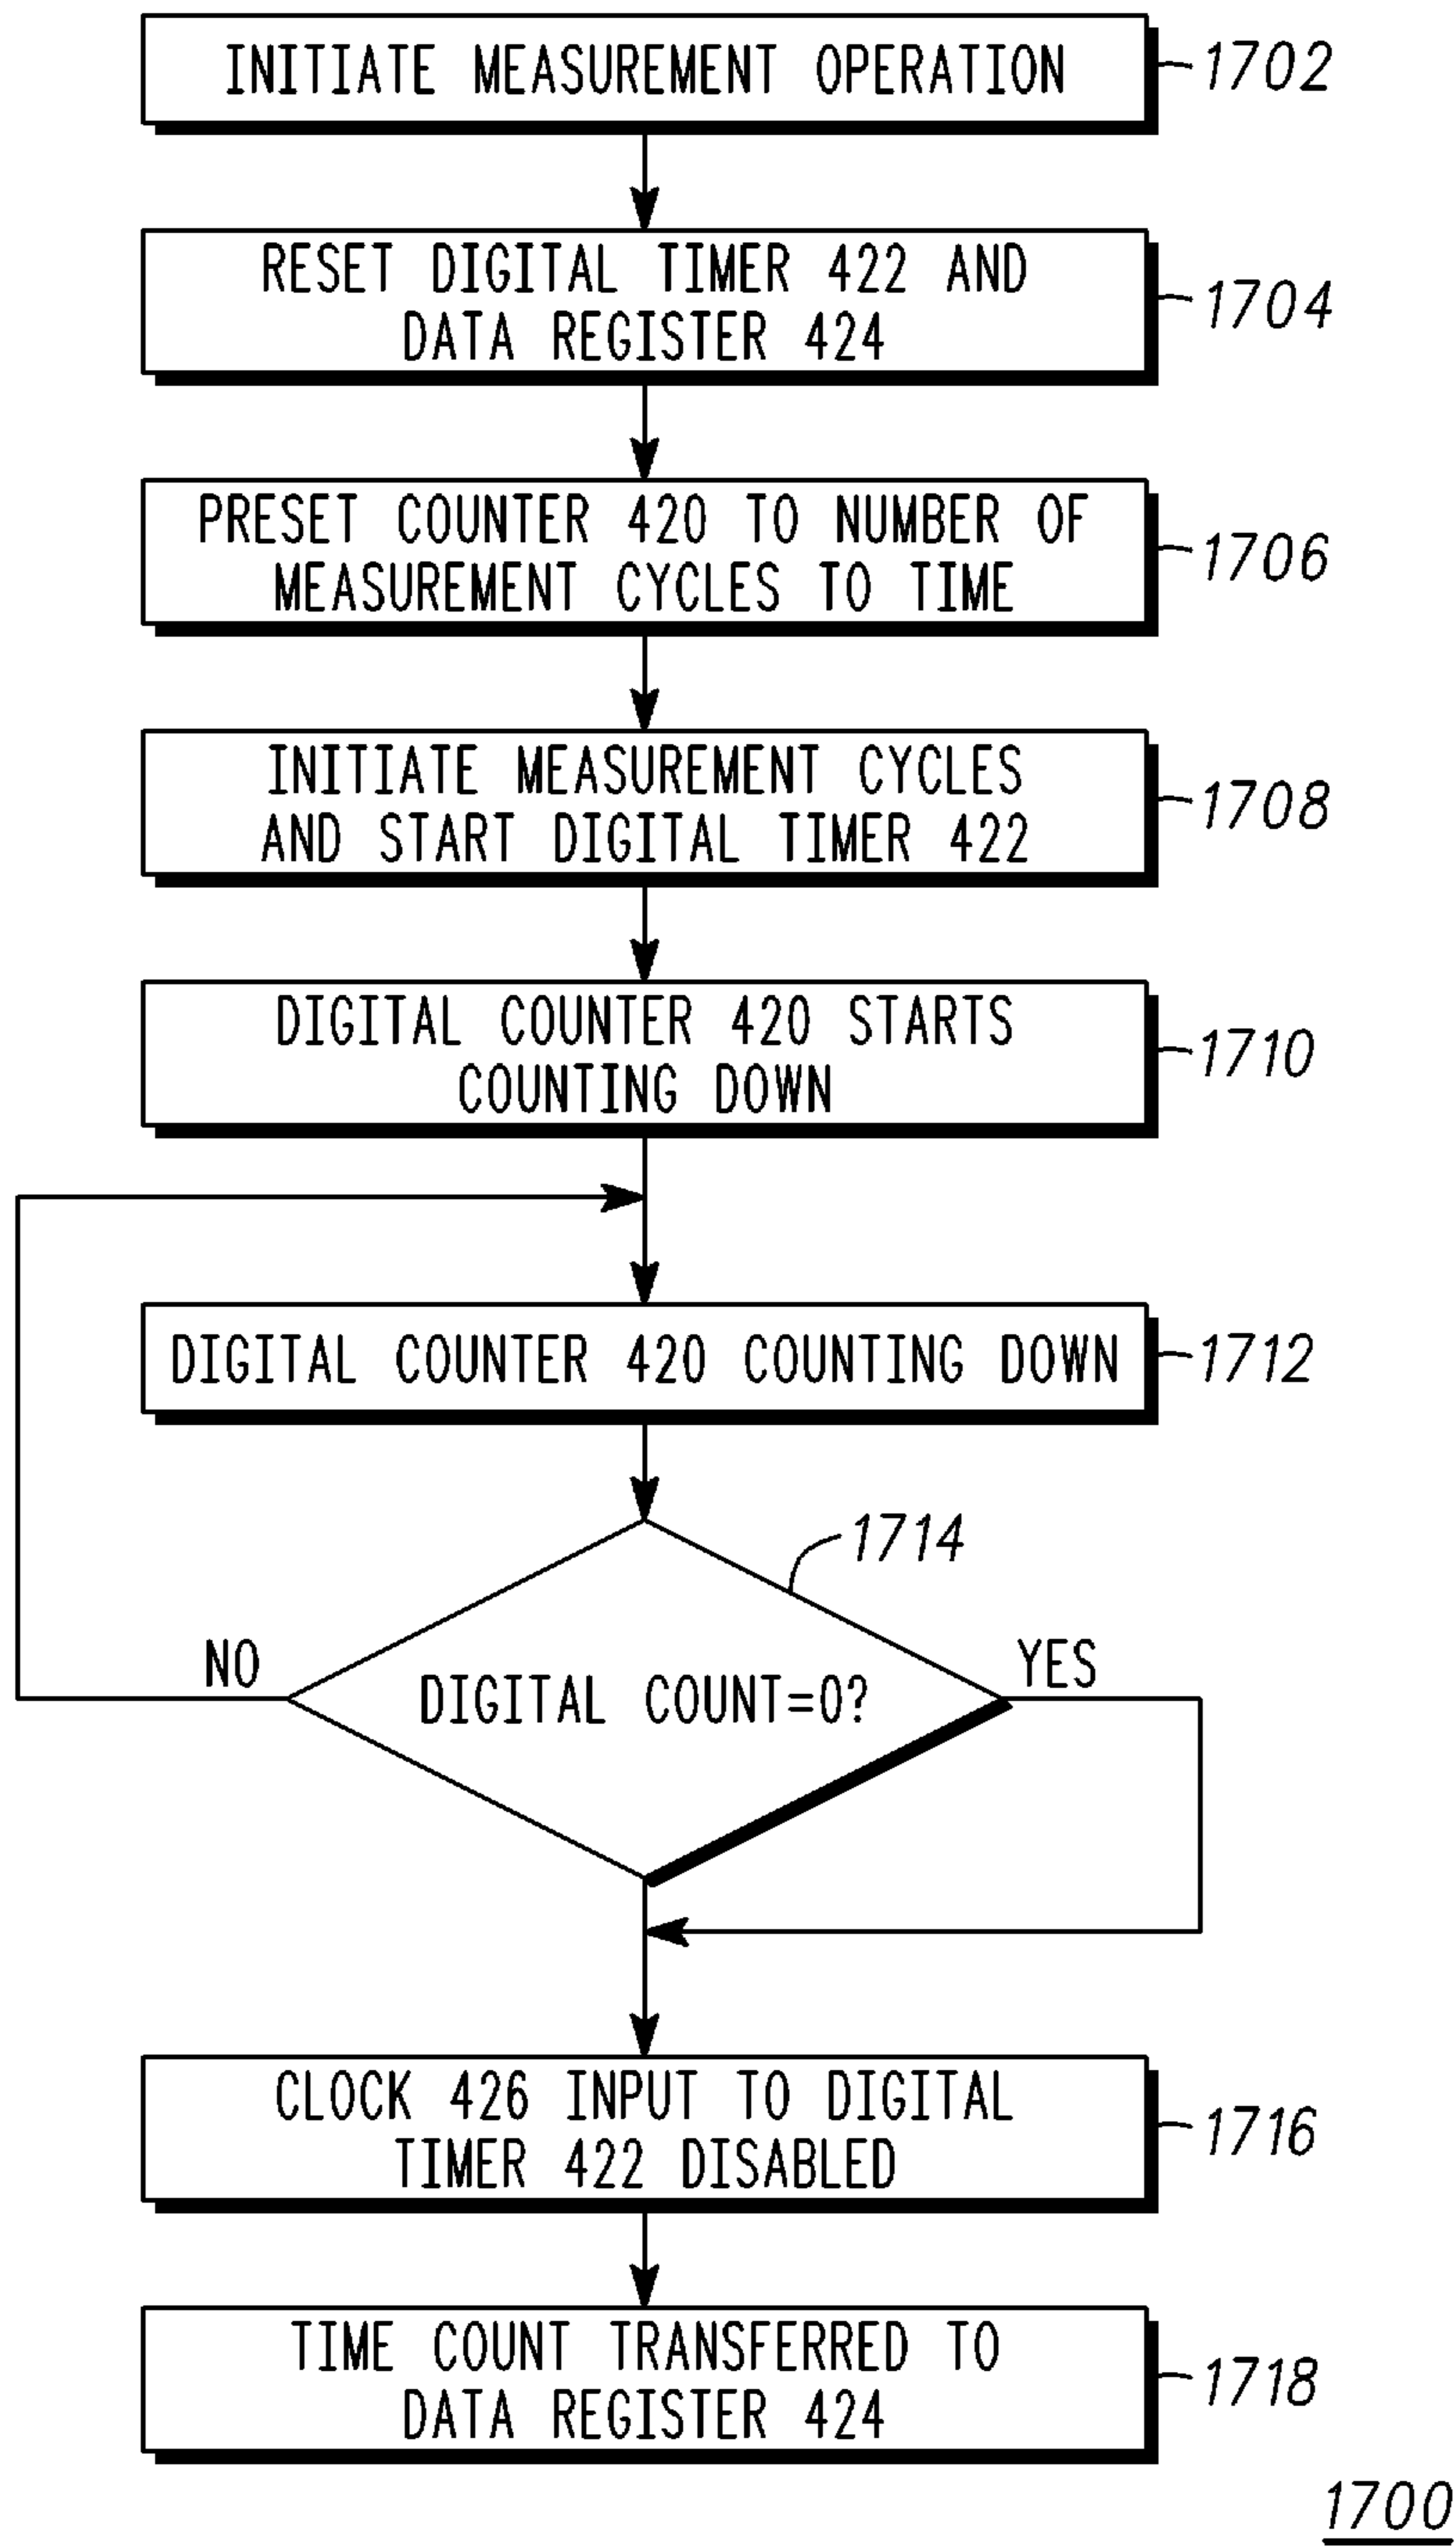 INITIATE MEASUREMENT OPERATION
1702
RESET DIGITAL TIMER 422 AND
DATA REGISTER 424
1704
PRESET COUNTER 420 TO NUMBER OF
MEASUREMENT CYCLES TO TIME
1706
INITIATE MEASUREMENT CYCLES
AND START DIGITAL TIMER 422
1708
DIGITAL COUNTER 420 STARTS
COUNTING DOWN
1710
DIGITAL COUNTER 420 COUNTING DOWN
1712
1714
NO
DIGITAL COUNT=0?
YES
CLOCK 426 INPUT TO DIGITAL
TIMER 422 DISABLED
1716
TIME COUNT TRANSFERRED TO
DATA REGISTER 424
1718
1700